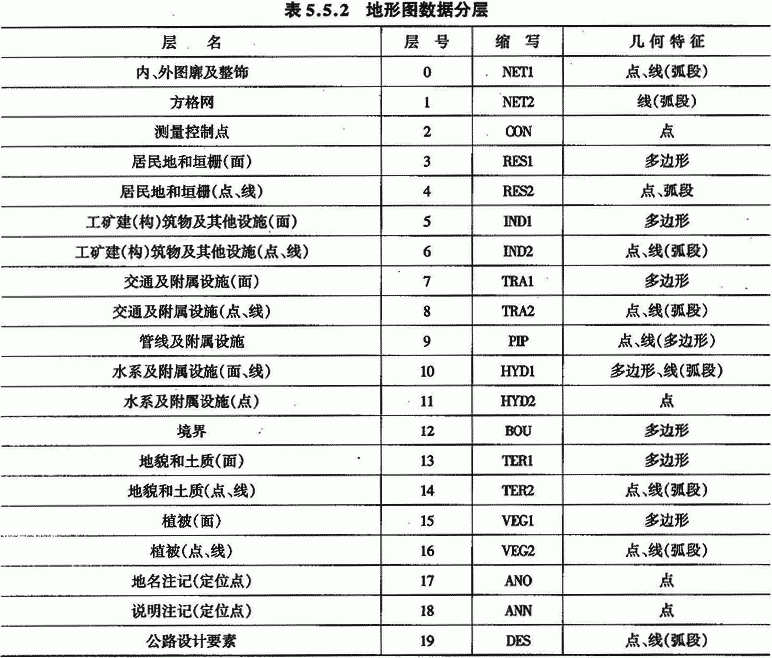 表5.5.2 地形图数据分层
层 名 层 号 缩 写 几何特征
内、外图廓及整饰 0 NET1 点、线(弧段)
方格网 1 NET2 线(弧段)
测量控制点 2 CON 点
居民地和垣栅(面) 3 RES1 多边形
居民地和垣栅(点、线) 4 RES2 点、弧段
工矿建(构)筑物及其他设施(面) 5 IND1 多边形
工矿建(构)筑物及其他设施(点、线) 6 IND2 点、线(弧段)
交通及附属设施(面) 7 TRA1 多边形
交通及附属设施(点、线) 8 TRA2 点、线(弧段)
管线及附属设施 9 PIP 点、线(多边形)
水系及附属设施(面、线) 10 HYD1 多边形、线(弧段)
水系及附属设施(点) 11 HYD2 点
境界 12 BOU 多边形
地貌和土质(面) 13 TER1 多边形
地貌和土质(点、线) 14 TER2 点、线(弧段)
植被(面) 15 VEG1 多边形
植被(点、线) 16 VEG2 点、线(弧段)
地名注记(定位点) 17 ANO 点
说明注记(定位点) 18 ANN 点
公路设计要素 19 DES 点、线(弧段)